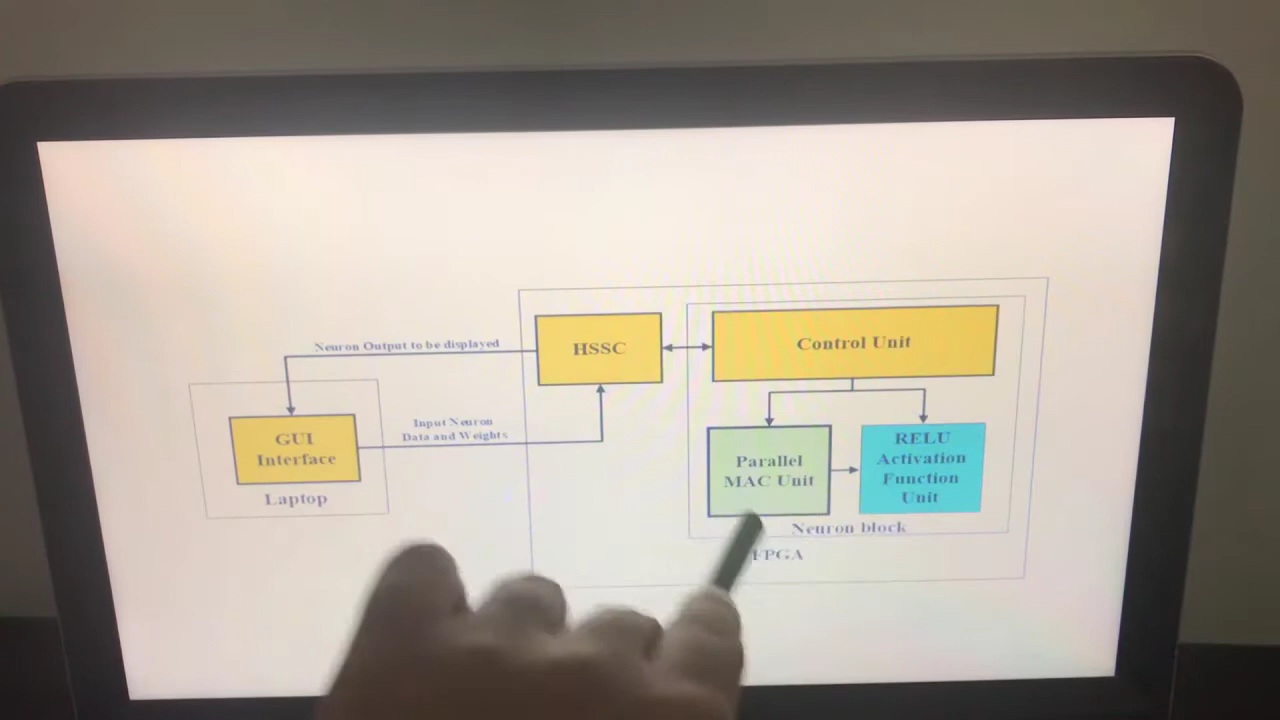 Neuron Output to be displayed
HSSC
Control Unit
GUI
Interface
Laptop
Input Neuron
Data and Weights
Parallel
MAC Unit
RELU
Activation
Function
Unit
Neuron block
FPGA